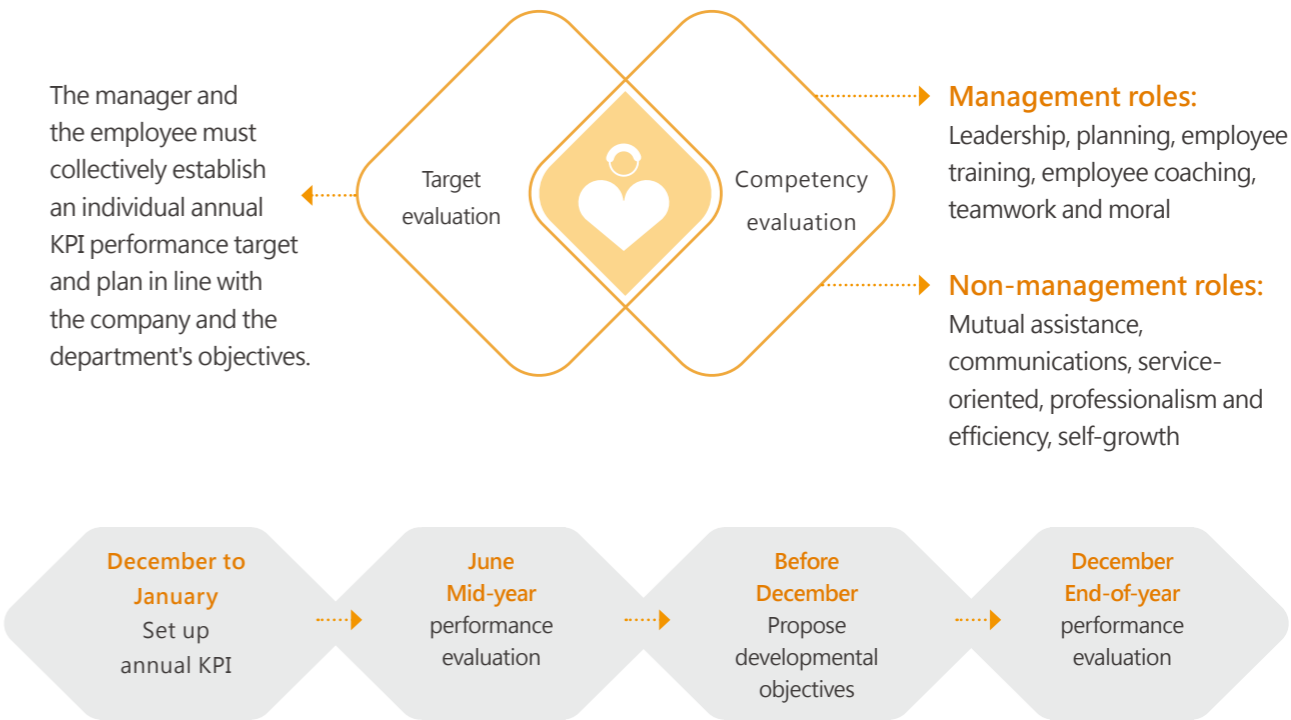 The manager and
the employee must
collectively establish
an individual annual
KPI performance target
and plan in line with
the company and the
department's objectives.
Target
evaluation
Competency
evaluation
Management roles:
Leadership, planning, employee
training, employee coaching,
teamwork and moral
Non-management roles:
Mutual assistance,
communications, service-
oriented, professionalism and
efficiency, self-growth
December to
January
Set up
annual KPI
June
Mid-year
performance
evaluation
Before
December
Propose
developmental
objectives
December
End-of-year
performance
evaluation